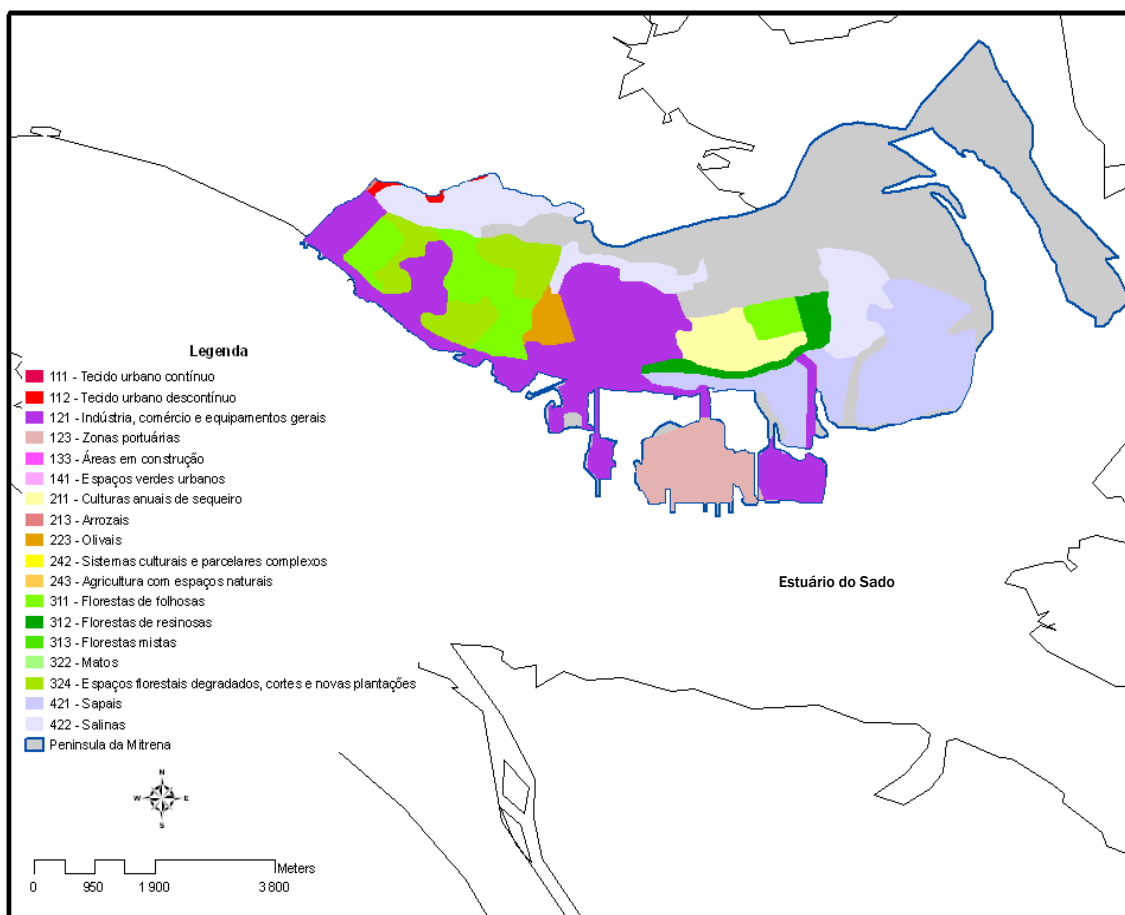 Legenda
111 - Tecido urbano contínuo
112 - Tecido urbano descontínuo
121 - Indústria, comércio e equipamentos gerais
123 - Zonas portuárias
133 - Áreas em construção
141 - Espaços verdes urbanos
211 - Culturas anuais de sequeiro
213 - Arrozais
223 - Olivais
242 - Sistemas culturais e parcelares complexos
243 - Agricultura com espaços naturais
311 - Florestas de folhosas
312 - Florestas de resinosas
313 - Florestas mistas
322 - Matos
324 - Espaços florestais degradados, cortes e novas plantações
421 - Sapais
422 - Salinas
Peninsula da Mitrena
Estuário do Sado
N
W E
S
Meters
0 950 1 900 3 800